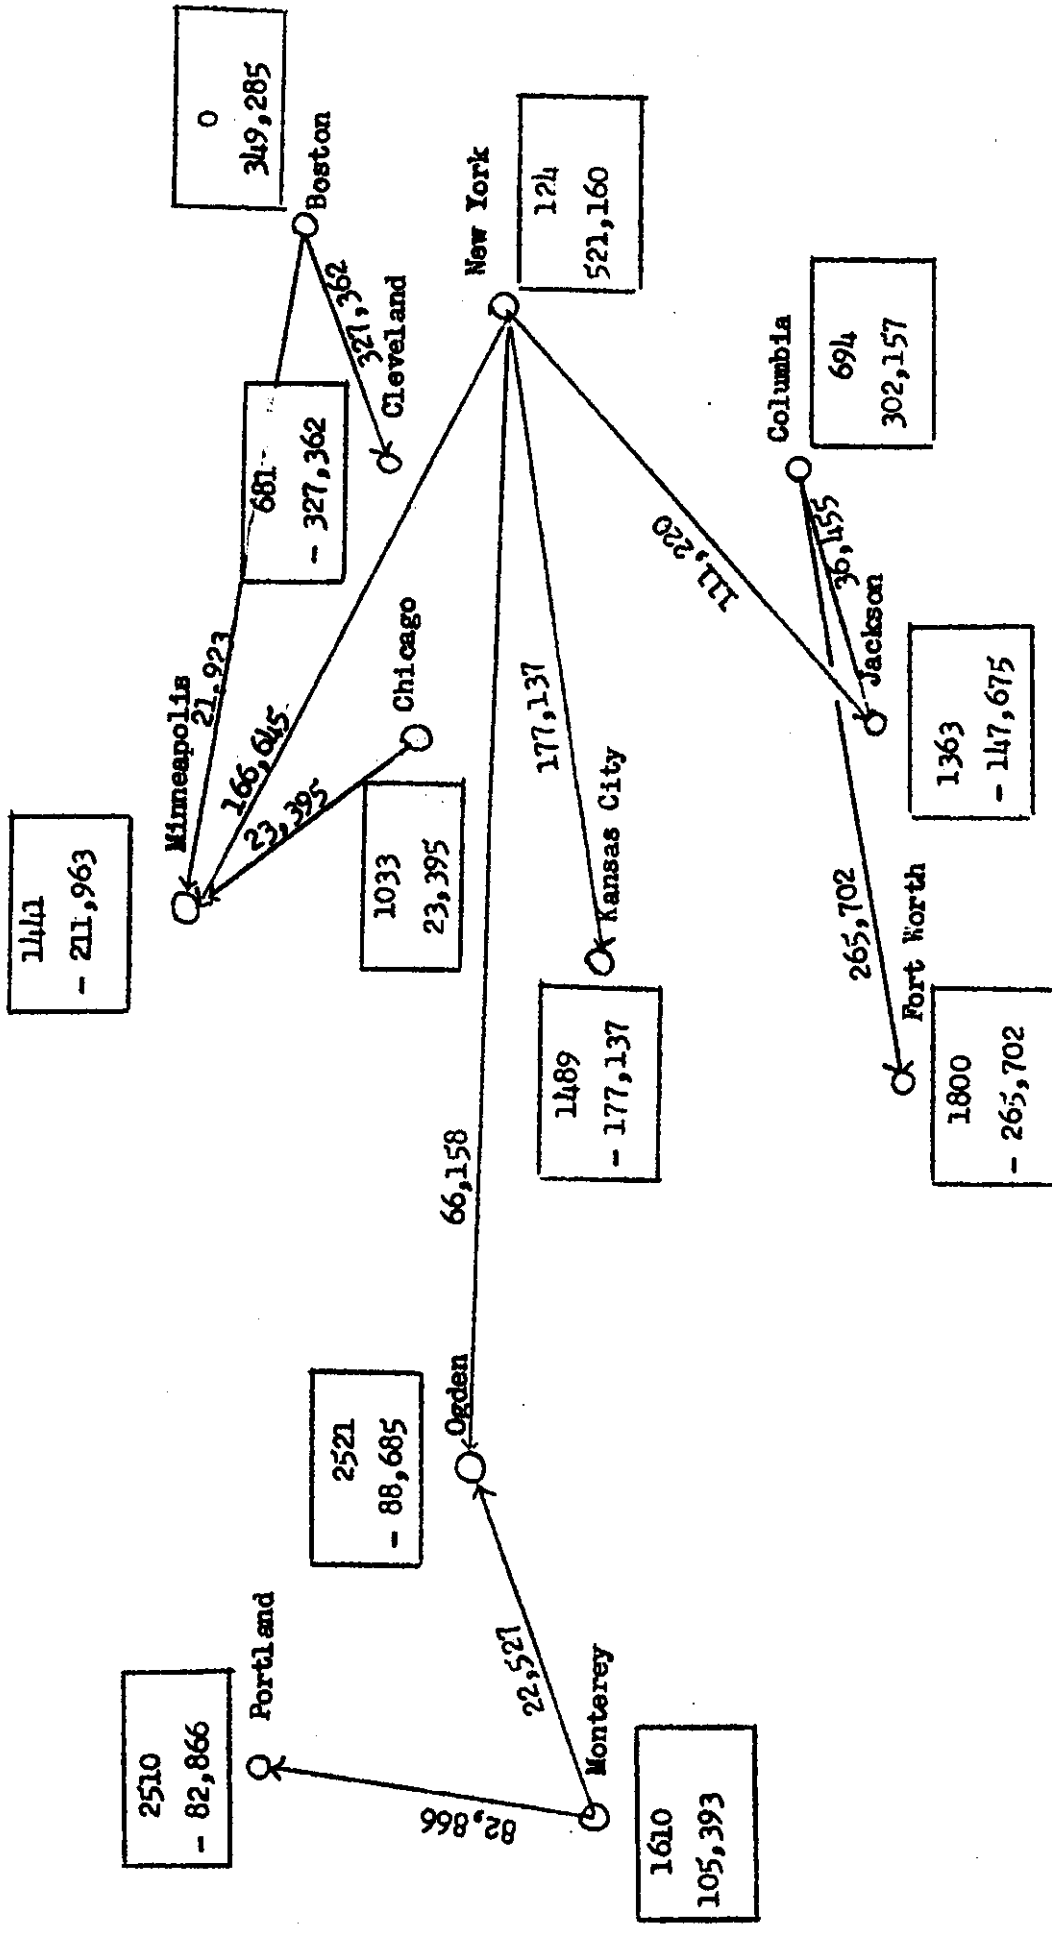 2510
- 82,866
Portland
82,866
Monterey
1610
105,393
22,527
2521
- 88,685
Ogden
66,158
1441
- 211,963
Minneapolis
21,923
166,645
23,395
Chicago
1033
23,395
681
- 327,362
0
349,285
Boston
327,362
Cleveland
New York
124
521,160
177,137
Kansas City
1489
- 177,137
111,220
Columbia
694
302,157
36,455
Jackson
1363
- 147,675
265,702
Fort Worth
1800
- 265,702